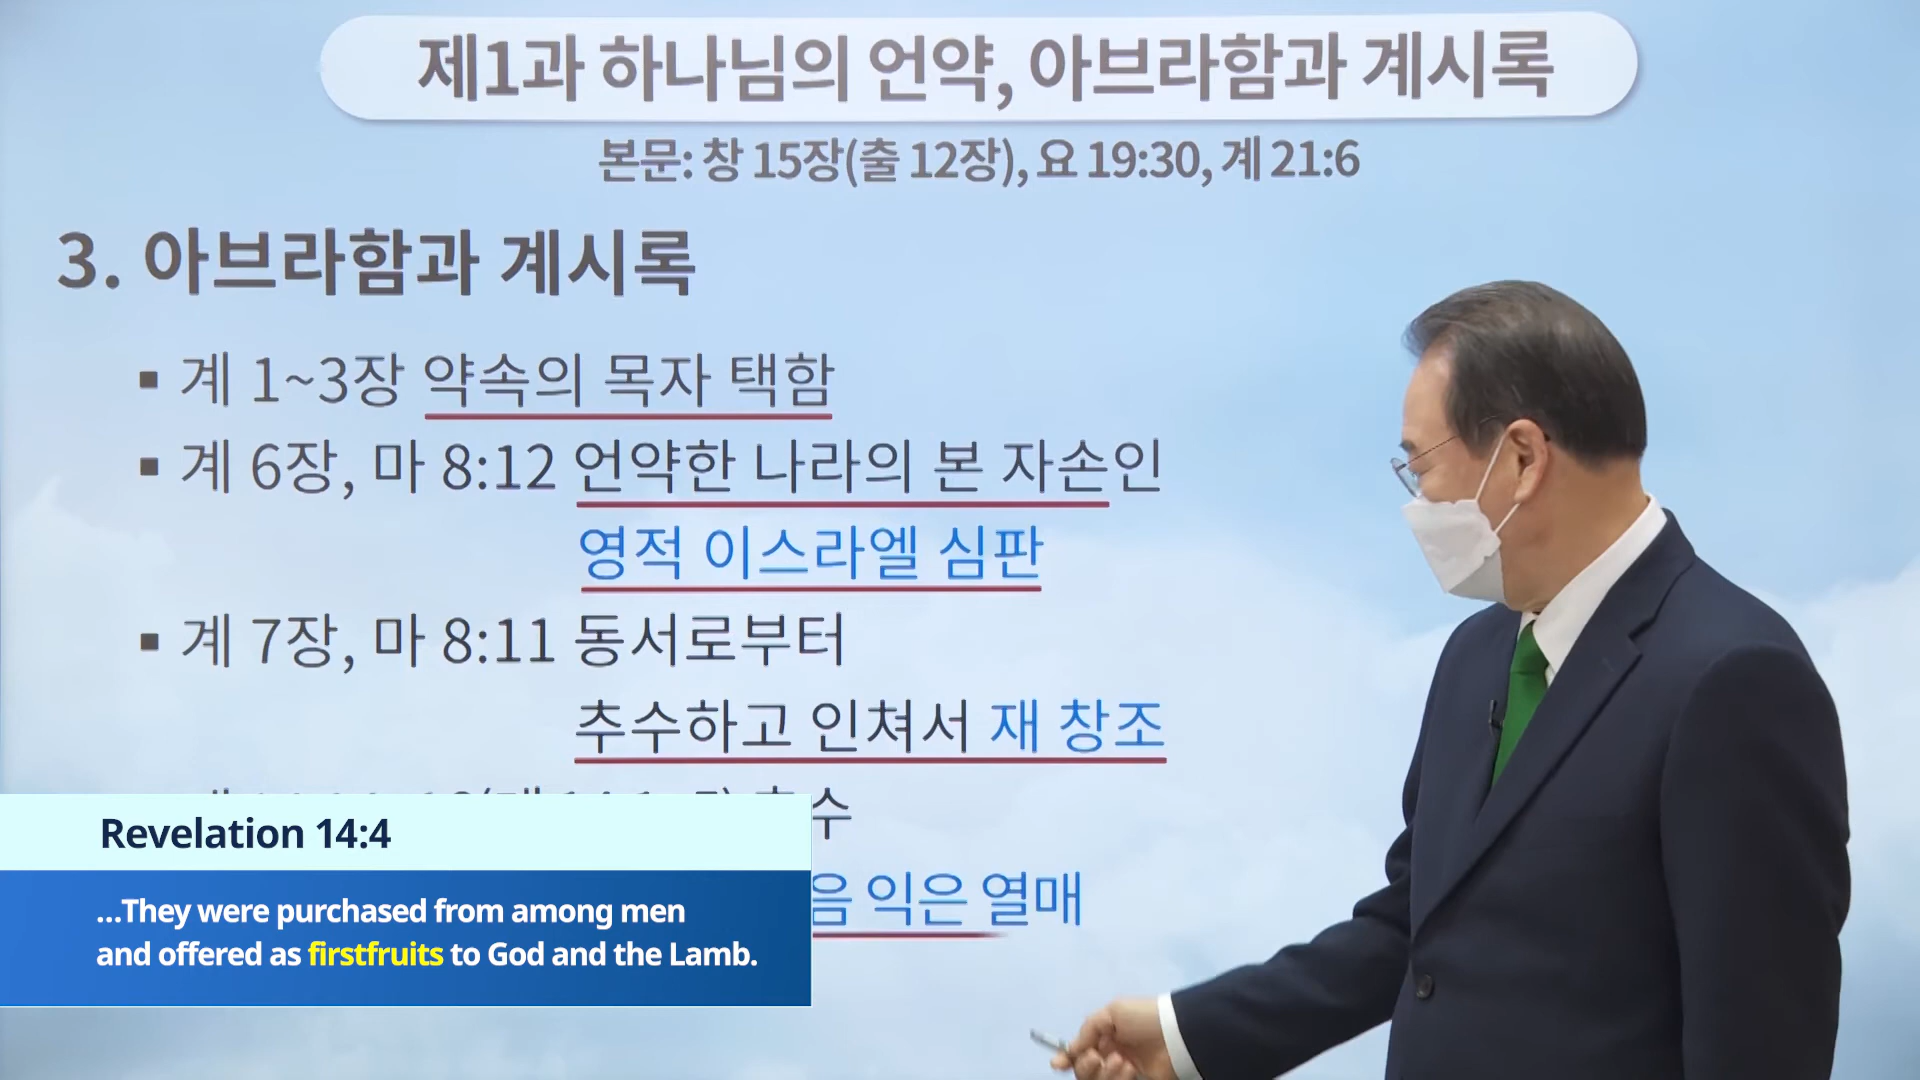 제1과 하나님의 언약, 아브라함과 계시록
본문: 창 15장(출 12장), 요 19:30, 계 21:6
3. 아브라함과 계시록
▪ 계 1~3장 약속의 목자 택함
▪ 계 6장, 마 8:12 언약한 나라의 본 자손인
영적 이스라엘 심판
▪ 계 7장, 마 8:11 동서로부터
추수하고 인쳐서 재 창조
음 익은 열매
Revelation 14:4
...They were purchased from among men
and offered as firstfruits to God and the Lamb.